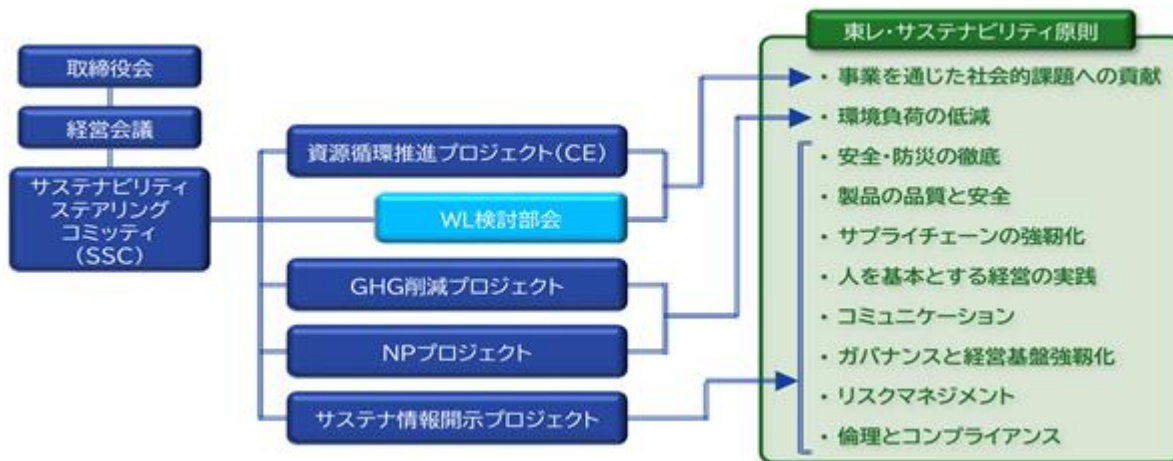 取締役会
経営会議
サステナビリティ
ステアリング
コミッティ
(SSC)
資源循環推進プロジェクト(CE)
WL検討部会
GHG削減プロジェクト
NPプロジェクト
サステナ情報開示プロジェクト
東レ・サステナビリティ原則
・事業を通じた社会的課題への貢献
・環境負荷の低減
・安全・防災の徹底
・製品の品質と安全
・サプライチェーンの強靭化
・人を基本とする経営の実践
・コミュニケーション
・ガバナンスと経営基盤強靭化
・リスクマネジメント
・倫理とコンプライアンス